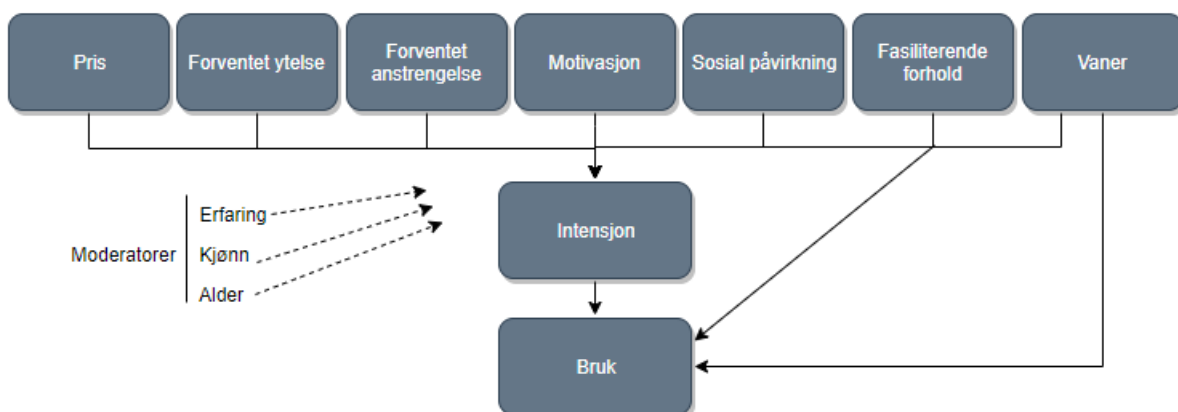 Pris
Forventet ytelse
Forventet
anstrengelse
Motivasjon
Sosial påvirkning
Fasiliterende
forhold
Vaner
Moderatorer
Erfaring
Kjønn
Alder
Intensjon
Bruk